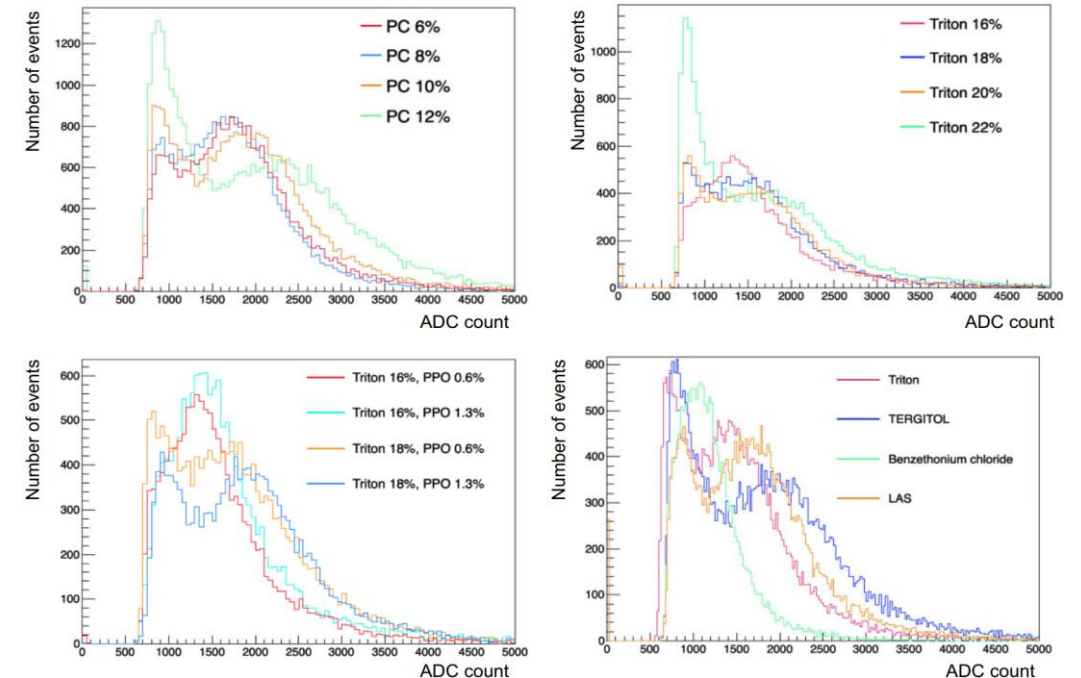 Number of events
1200
1000
800
600
400
200
0
PC 6%
PC 8%
PC 10%
PC 12%
0 500 1000 1500 2000 2500 3000 3500 4000 4500 5000
ADC count
Number of events
1000
800
600
400
200
0
Triton 16%
Triton 18%
Triton 20%
Triton 22%
0 500 1000 1500 2000 2500 3000 3500 4000 4500 5000
ADC count
Number of events
600
500
400
300
200
100
0
Triton 16%, PPO 0.6%
Triton 16%, PPO 1.3%
Triton 18%, PPO 0.6%
Triton 18%, PPO 1.3%
0 500 1000 1500 2000 2500 3000 3500 4000 4500 5000
ADC count
Number of events
600
500
400
300
200
100
0
Triton
TERGITOL
Benzethonium chloride
LAS
0 500 1000 1500 2000 2500 3000 3500 4000 4500 5000
ADC count